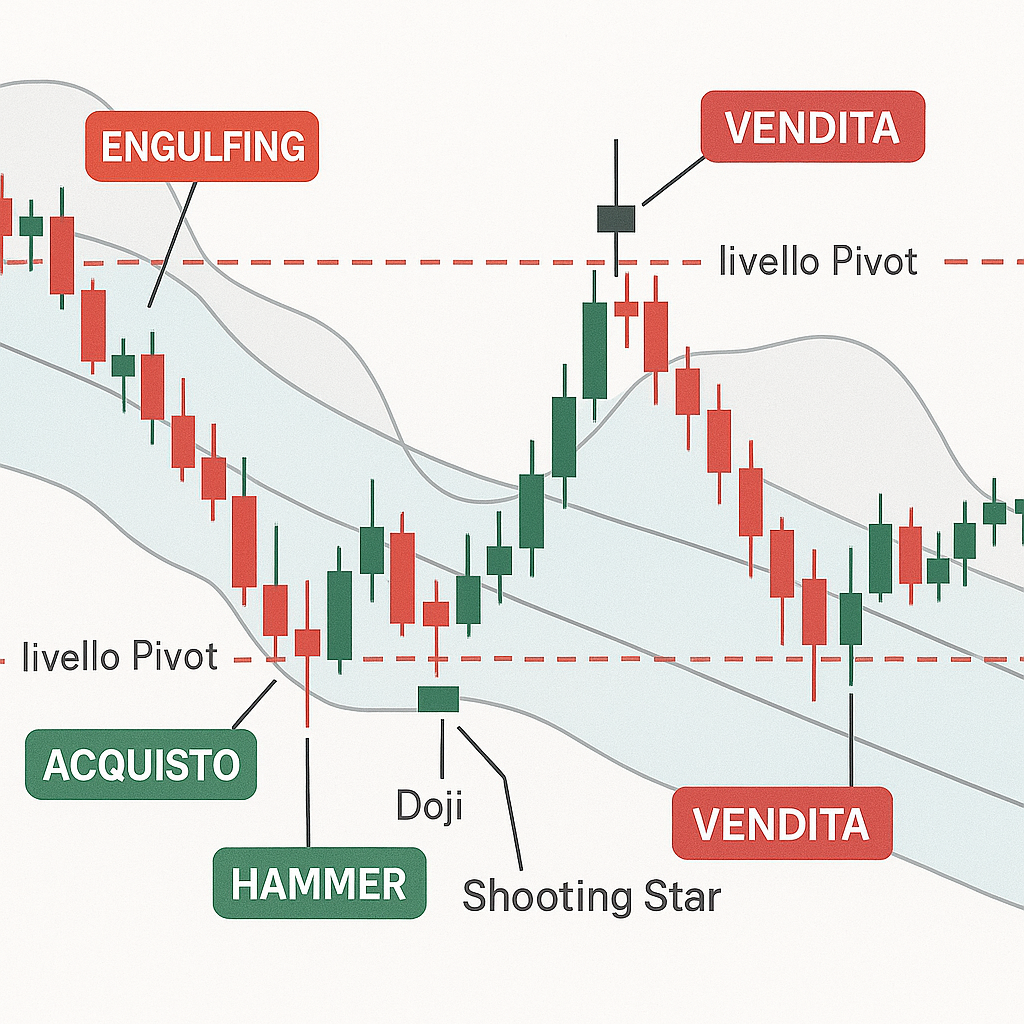 ENGULFING
VENDITA
livello Pivot
livello Pivot
ACQUISTO
Doji
VENDITA
HAMMER
Shooting Star